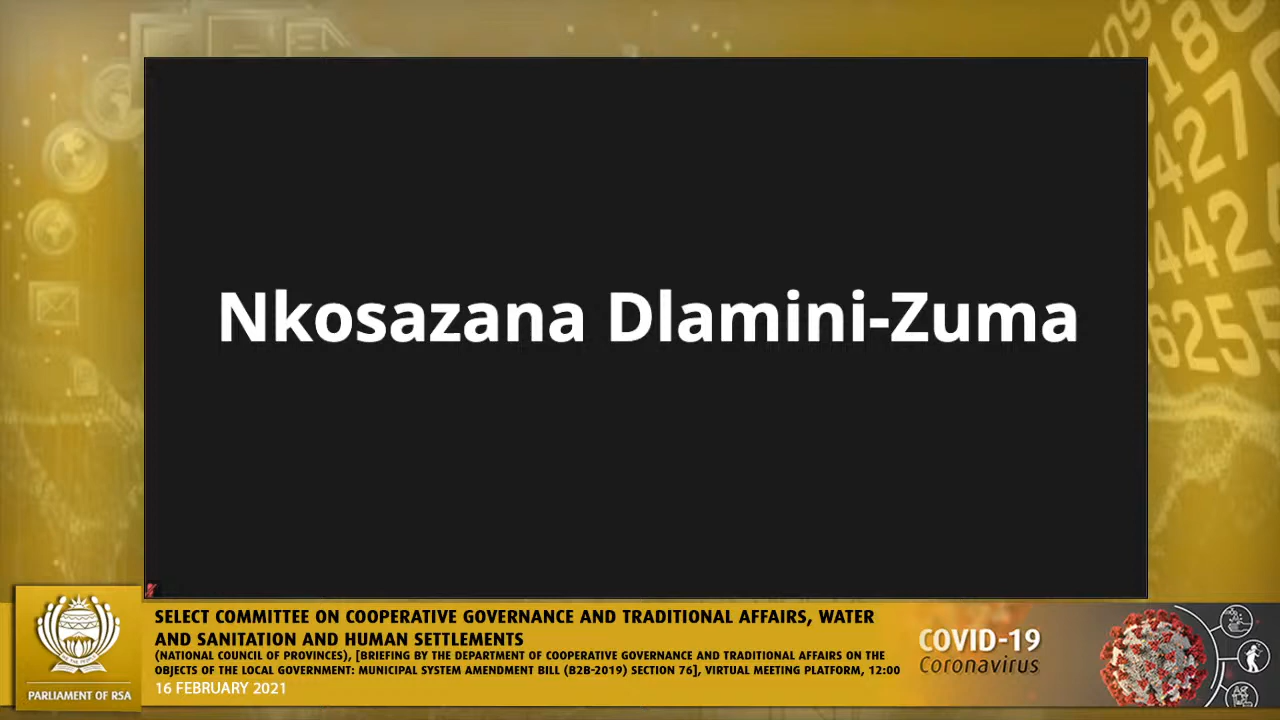 Nkosazana Dlamini-Zuma
SELECT COMMITTEE ON COOPERATIVE GOVERNANCE AND TRADITIONAL AFFAIRS, WATER
AND SANITATION AND HUMAN SETTLEMENTS
(NATIONAL COUNCIL OF PROVINCES), [BRIEFING BY THE DEPARTMENT OF COOPERATIVE GOVERNANCE AND TRADITIONAL AFFAIRS ON THE
OBJECTS OF THE LOCAL GOVERNMENT: MUNICIPAL SYSTEM AMENDMENT BILL (B2B-2019) SECTION 76], VIRTUAL MEETING PLATFORM, 12:00
16 FEBRUARY 2021
PARLIAMENT OF RSA
COVID-19
Coronavirus